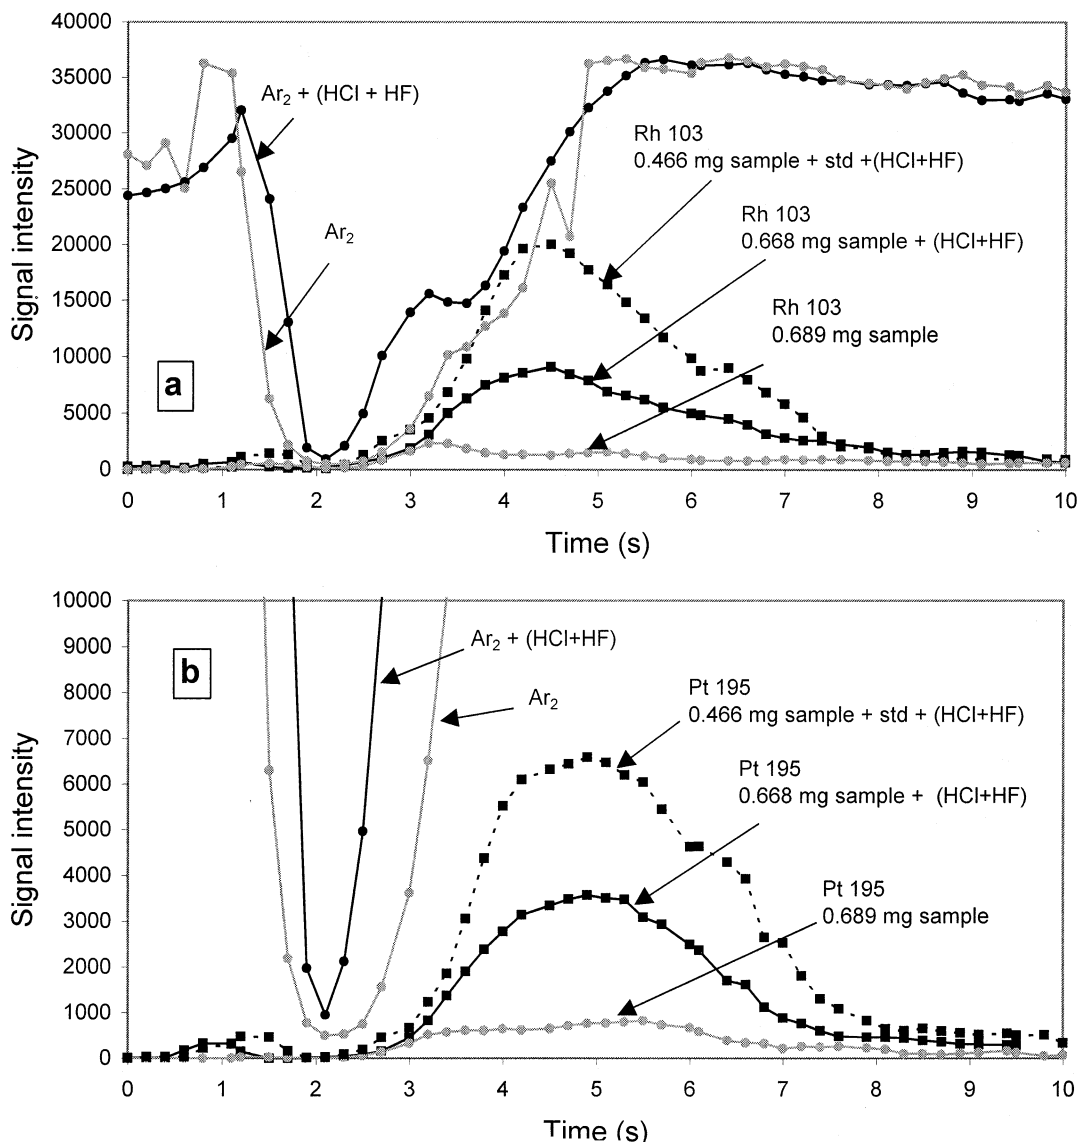 40000
35000
30000
25000
20000
15000
10000
5000
0
Signal intensity
Ar2 + (HCl + HF)
Ar2
a
Rh 103
0.466 mg sample + std +(HCl+HF)
Rh 103
0.668 mg sample + (HCl+HF)
Rh 103
0.689 mg sample
0 1 2 3 4 5 6 7 8 9 10
Time (s)
10000
9000
8000
7000
6000
5000
4000
3000
2000
1000
0
Signal intensity
b
Ar2 + (HCl+HF)
Ar2
Pt 195
0.466 mg sample + std + (HCl+HF)
Pt 195
0.668 mg sample + (HCl+HF)
Pt 195
0.689 mg sample
0 1 2 3 4 5 6 7 8 9 10
Time (s)